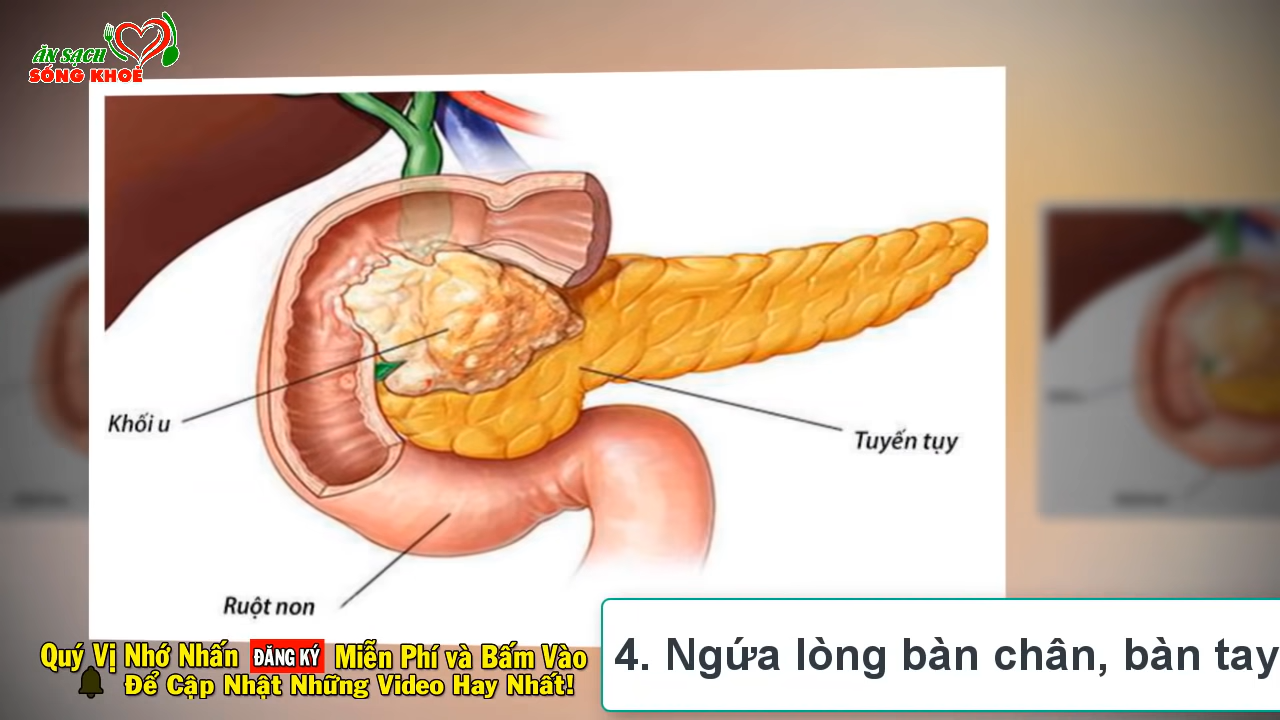 ĂN SẠCH
SỐNG KHOẺ
Khối u
Tuyến tụy
Ruột non
Quý Vị Nhớ Nhấn ĐĂNG KÝ Miễn Phí và Bấm Vào
Để Cập Nhật Những Video Hay Nhất!
4. Ngứa lòng bàn chân, bàn tay